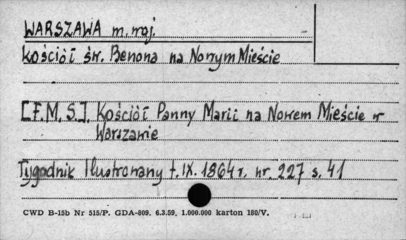 WARSZAWA m. woj.
Kościół św. Benona na Nowym Mieście
[F.M.S.]. Kościół Panny Marii na Nowem Mieście w
Warszawie
Tygodnik Ilustrowany t. IX. 1864 r. nr. 227 s. 41
CWD B-15b Nr 515/P. GDA-809. 6.3.59. 1.000.000 karton 180/V.